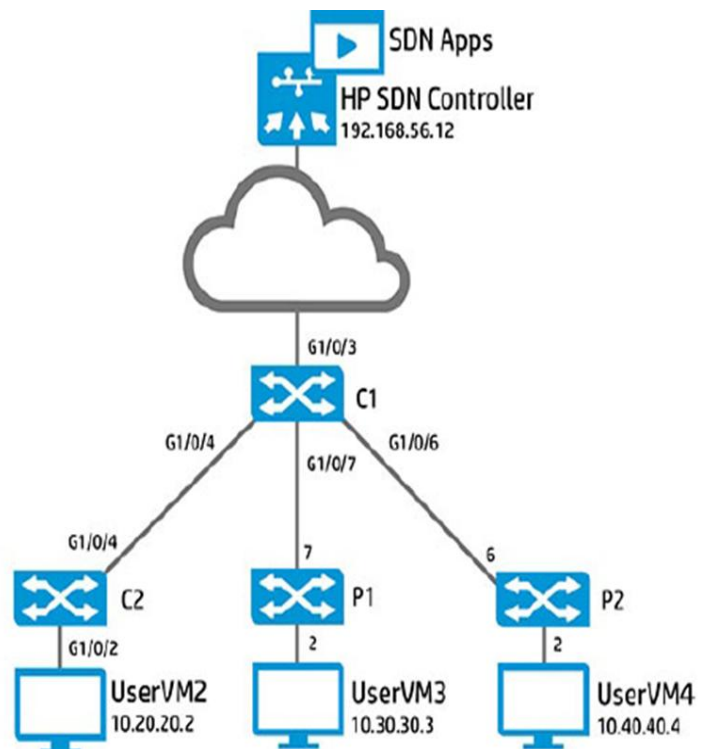 SDN Apps
HP SDN Controller
192.168.56.12
G1/0/3
C1
G1/0/4
G1/0/7
G1/0/6
G1/0/4
7
6
C2
P1
P2
G1/0/2
2
2
UserVM2
10.20.20.2
UserVM3
10.30.30.3
UserVM4
10.40.40.4